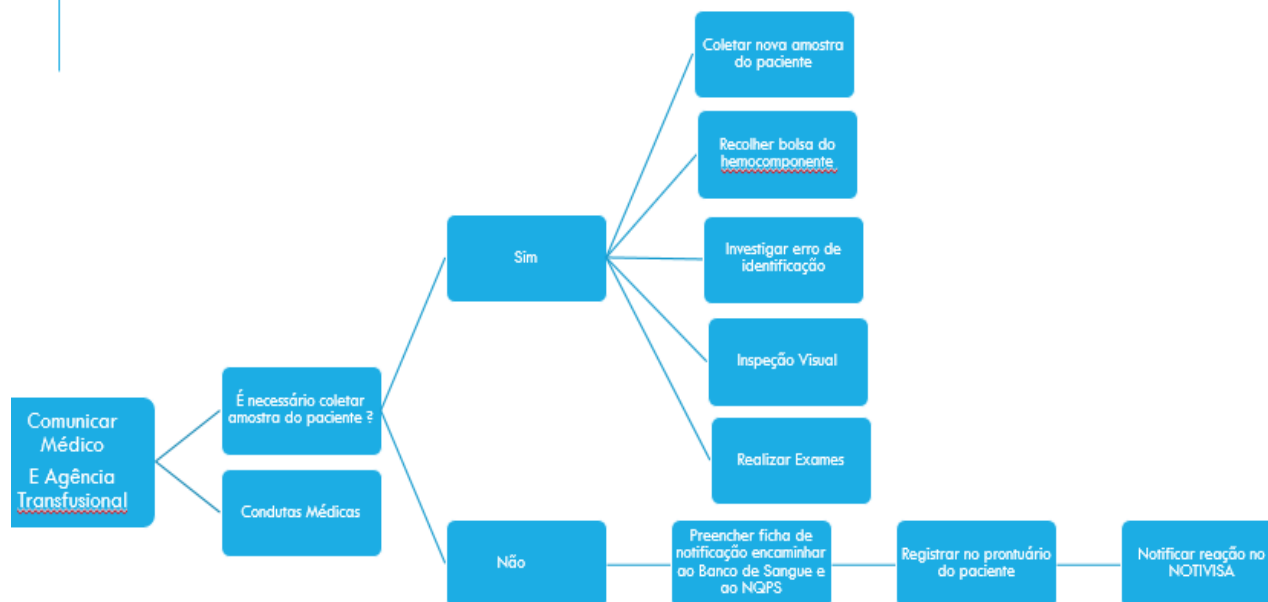 Coletar nova amostra
do paciente
Recolher bolsa do
hemocomponente
Investigar erro de
identificação
Sim
Inspeção Visual
É necessário coletar
amostra do paciente ?
Realizar Exames
Comunicar
Médico
E Agência
Transfusional
Condutas Médicas
Não
Preencher ficha de
notificação encaminhar
ao Banco de Sangue e
ao NQPS
Registrar no prontuário
do paciente
Notificar reação no
NOTIVISA